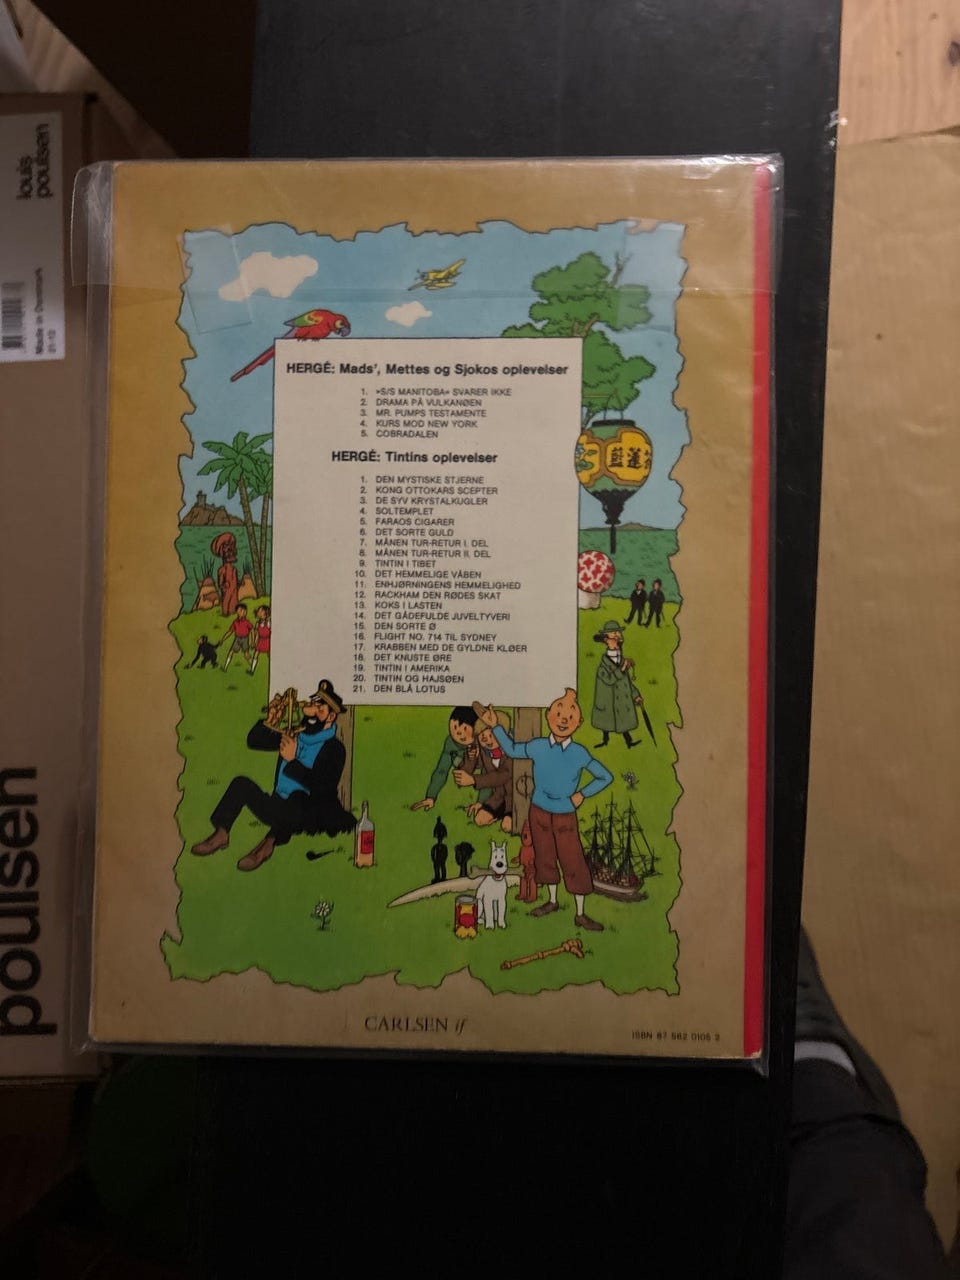 louis
poulsen
Made in Denmark
poulsen
HERGÉ: Mads', Mettes og Sjokos oplevelser
1. »S/S MANITOBA« SVARER IKKE
2. DRAMA PÅ VULKANØEN
3. MR. PUMPS TESTAMENTE
4. KURS MOD NEW YORK
5. COBRADALEN
HERGÉ: Tintins oplevelser
1. DEN MYSTISKE STJERNE
2. KONG OTTOKARS SCEPTER
3. DE SYV KRYSTALKUGLER
4. SOLTEMPLET
5. FARAOS CIGARER
6. DET SORTE GULD
7. MÅNEN TUR-RETUR I. DEL
8. MÅNEN TUR-RETUR II. DEL
9. TINTIN I TIBET
10. DET HEMMELIGE VÅBEN
11. ENHJØRNINGENS HEMMELIGHED
12. RACKHAM DEN RØDES SKAT
13. KOKS I LASTEN
14. DET GÅDEFULDE JUVELTYVERI
15. DEN SORTE Ø
16. FLIGHT NO. 714 TIL SYDNEY
17. KRABBEN MED DE GYLDNE KLØER
18. DET KNUSTE ØRE
19. TINTIN I AMERIKA
20. TINTIN OG HAJSØEN
21. DEN BLÅ LOTUS
CARLSEN if
ISBN 87 562 0105 2